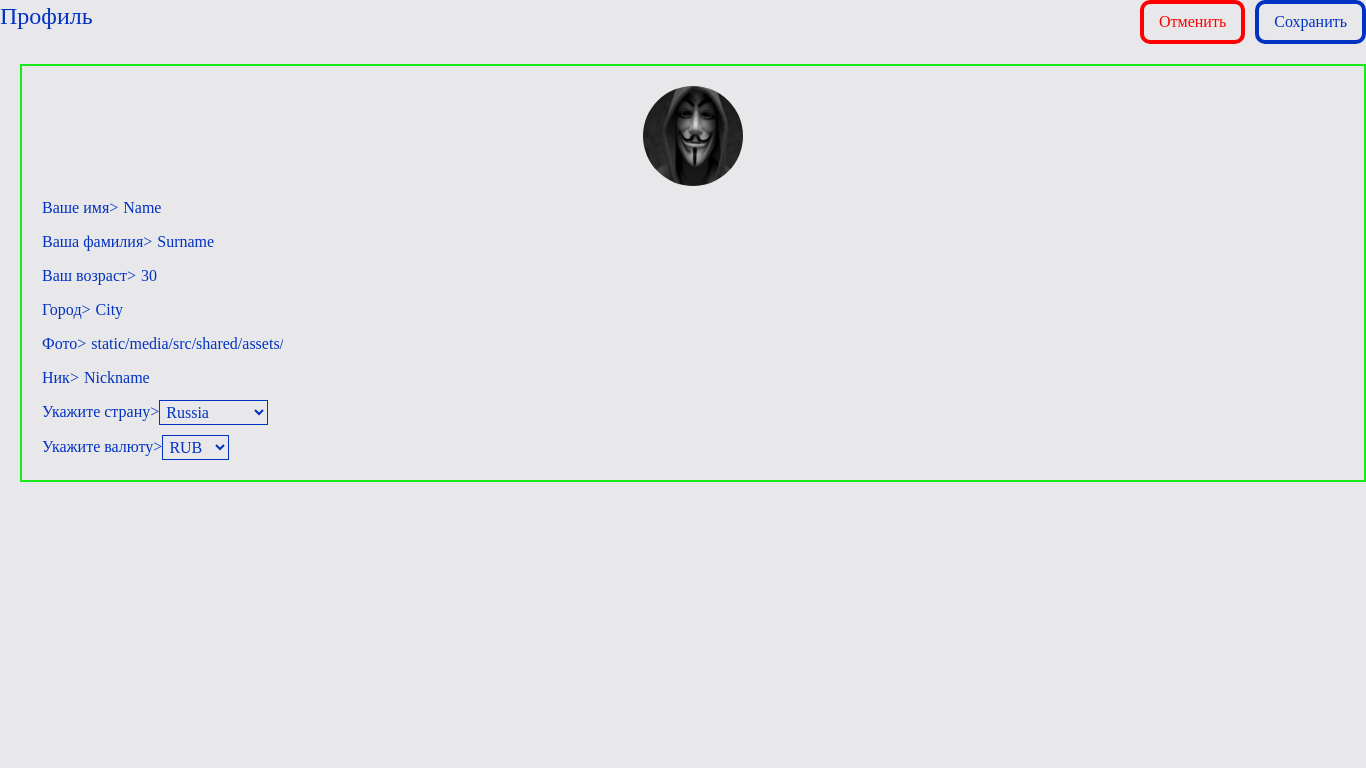 Профиль
Отменить
Сохранить
Ваше имя> Name
Ваша фамилия> Surname
Ваш возраст> 30
Город> City
Фото> static/media/src/shared/assets/
Ник> Nickname
Укажите страну> Russia
Укажите валюту> RUB